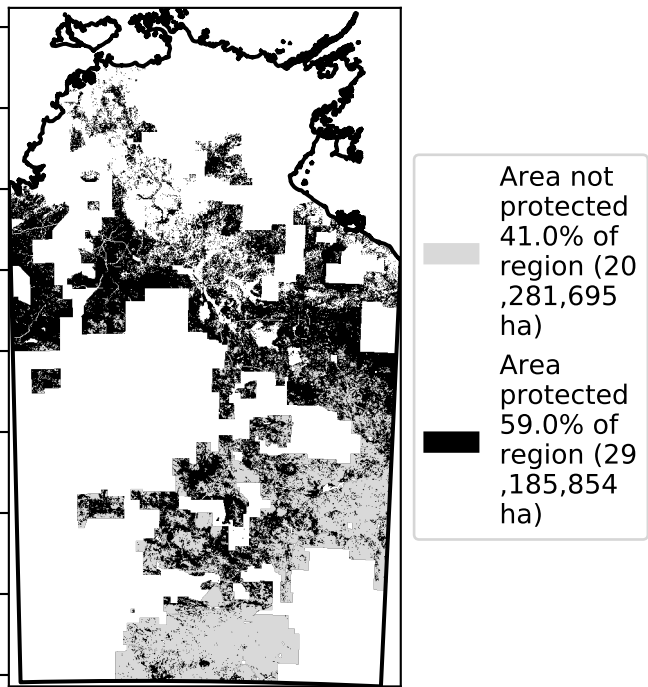 Area not
protected
41.0% of
region (20
,281,695
ha)
Area
protected
59.0% of
region (29
,185,854
ha)